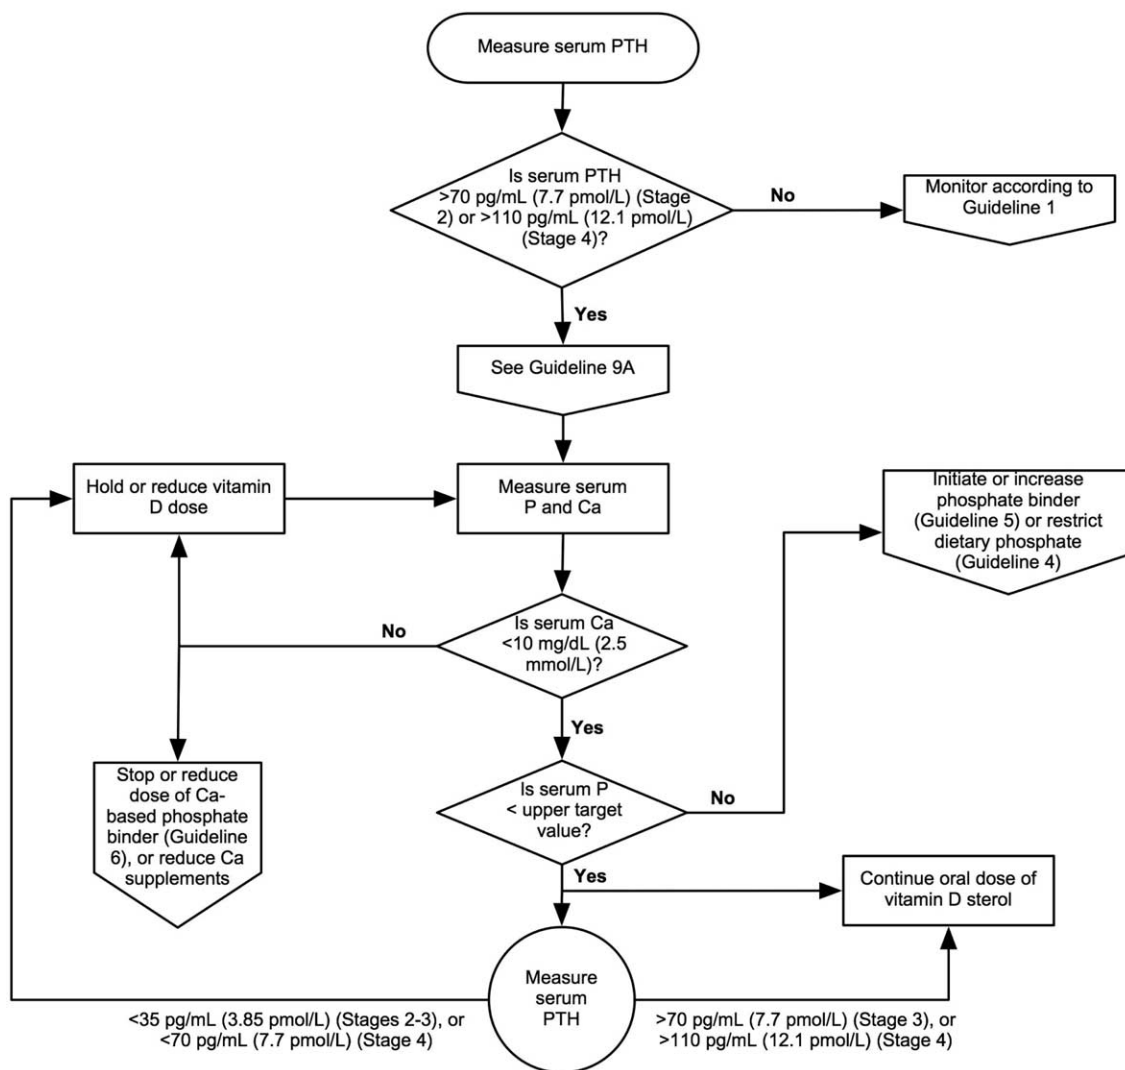 Measure serum PTH
Is serum PTH
>70 pg/mL (7.7 pmol/L) (Stage
2) or >110 pg/mL (12.1 pmol/L)
(Stage 4)?
No
Monitor according to
Guideline 1
Yes
See Guideline 9A
Hold or reduce vitamin
D dose
Measure serum
P and Ca
Initiate or increase
phosphate binder
(Guideline 5) or restrict
dietary phosphate
(Guideline 4)
No
Is serum Ca
<10 mg/dL (2.5
mmol/L)?
Yes
Stop or reduce
dose of Ca-
based phosphate
binder (Guideline
6), or reduce Ca
supplements
Is serum P
< upper target
value?
No
Yes
Continue oral dose of
vitamin D sterol
Measure
serum
PTH
<35 pg/mL (3.85 pmol/L) (Stages 2-3), or
<70 pg/mL (7.7 pmol/L) (Stage 4)
>70 pg/mL (7.7 pmol/L) (Stage 3), or
>110 pg/mL (12.1 pmol/L) (Stage 4)